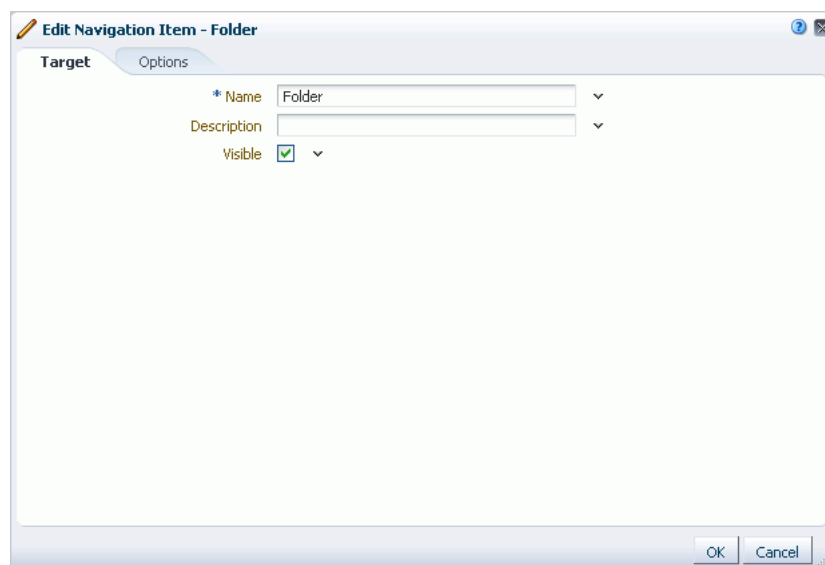 Edit Navigation Item - Folder
Target Options
* Name Folder
Description
Visible
OK Cancel